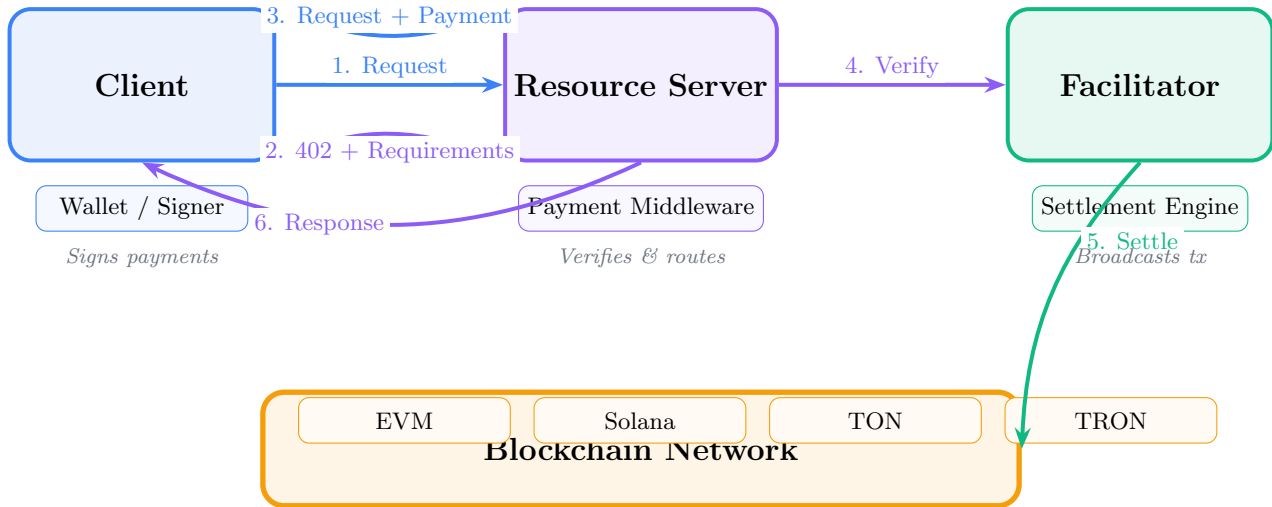 3. Request + Payment
Client
1. Request
Resource Server
4. Verify
Facilitator
2. 402 + Requirements
Wallet / Signer
6. Response
Payment Middleware
Settlement Engine
Signs payments
Verifies & routes
5. Settle
Broadcasts tx
EVM
Solana
TON
TRON
Blockchain Network